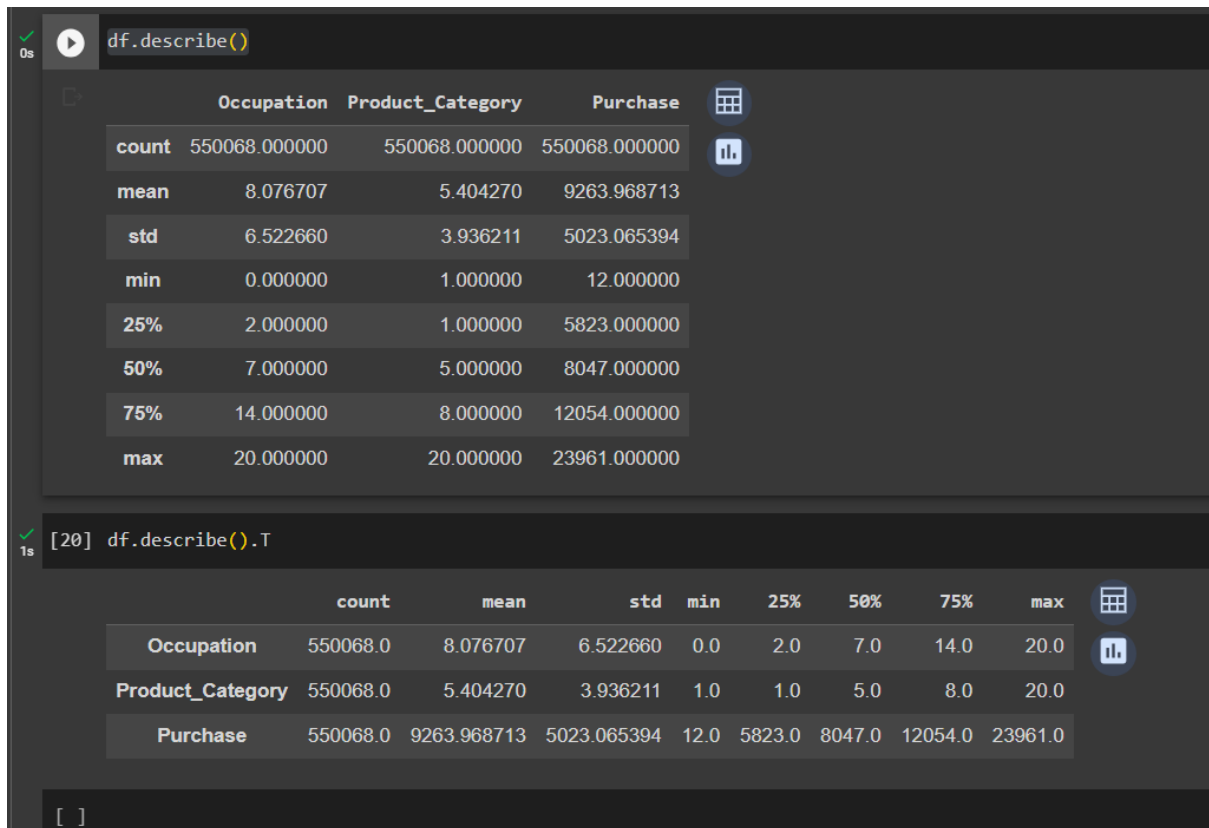 df.describe()
0s
Occupation Product_Category Purchase
count 550068.000000 550068.000000 550068.000000
mean 8.076707 5.404270 9263.968713
std 6.522660 3.936211 5023.065394
min 0.000000 1.000000 12.000000
25% 2.000000 1.000000 5823.000000
50% 7.000000 5.000000 8047.000000
75% 14.000000 8.000000 12054.000000
max 20.000000 20.000000 23961.000000
[20] df.describe().T
1s
count mean std min 25% 50% 75% max
Occupation 550068.0 8.076707 6.522660 0.0 2.0 7.0 14.0 20.0
Product_Category 550068.0 5.404270 3.936211 1.0 1.0 5.0 8.0 20.0
Purchase 550068.0 9263.968713 5023.065394 12.0 5823.0 8047.0 12054.0 23961.0
[ ]